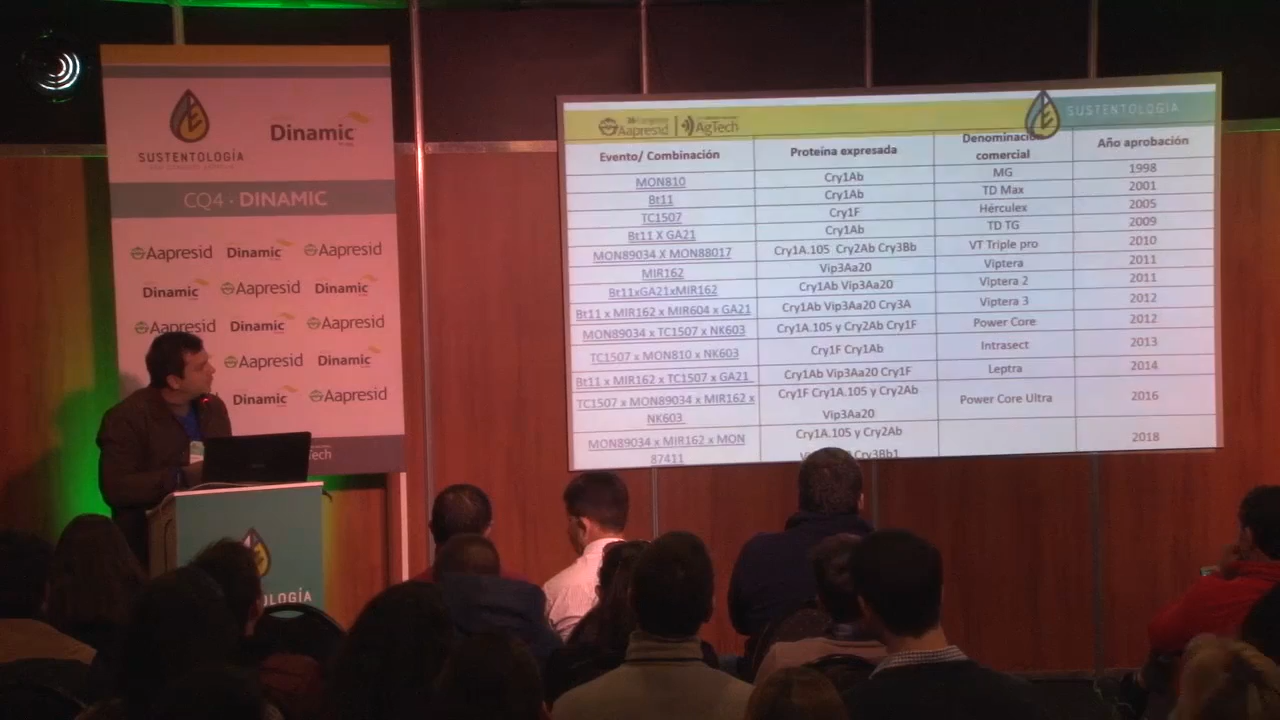 SUSTENTOLOGÍA
Dinamic
CQ4 - DINAMIC
Aapresid Dinamic Aapresid
Dinamic Aapresid Dinamic
Aapresid Dinamic Aapresid
Aapresid Dinamic
Dinamic Aapresid
Tech
LOGÍA
Aapresid AgTech
SUSTENTOLOGÍA
Evento/ Combinación Proteína expresada Denominació comercial Año aprobación
MON810 Cry1Ab MG 1998
Bt11 Cry1Ab TD Max 2001
TC1507 Cry1F Hérculex 2005
Bt11 X GA21 Cry1Ab TD TG 2009
MON89034 X MON88017 Cry1A.105 Cry2Ab Cry3Bb VT Triple pro 2010
MIR162 Vip3Aa20 Viptera 2011
Bt11xGA21xMIR162 Cry1Ab Vip3Aa20 Viptera 2 2011
Bt11 x MIR162 x MIR604 x GA21 Cry1Ab Vip3Aa20 Cry3A Viptera 3 2012
MON89034 x TC1507 x NK603 Cry1A.105 y Cry2Ab Cry1F Power Core 2012
TC1507 x MON810 x NK603 Cry1F Cry1Ab Intrasect 2013
Bt11 x MIR162 x TC1507 x GA21 Cry1Ab Vip3Aa20 Cry1F Leptra 2014
TC1507 x MON89034 x MIR162 x NK603 Cry1F Cry1A.105 y Cry2Ab Vip3Aa20 Power Core Ultra 2016
MON89034 x MIR162 x MON 87411 Cry1A.105 y Cry2Ab Cry3Bb1 2018